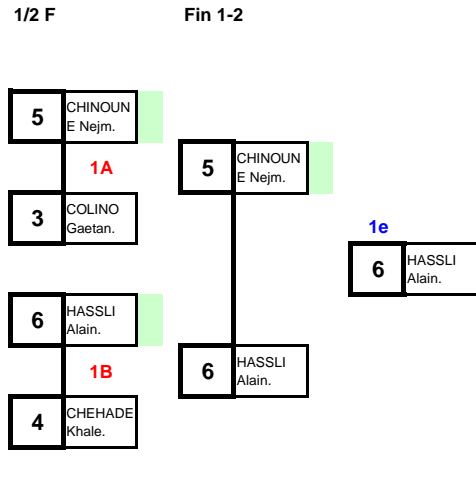 1/2 F
Fin 1-2
5
CHINOUN
E Nejm.
1A
3
COLINO
Gaetan.
5
CHINOUN
E Nejm.
1e
6
HASSLI
Alain.
6
HASSLI
Alain.
1B
4
CHEHADE
Khale.
6
HASSLI
Alain.